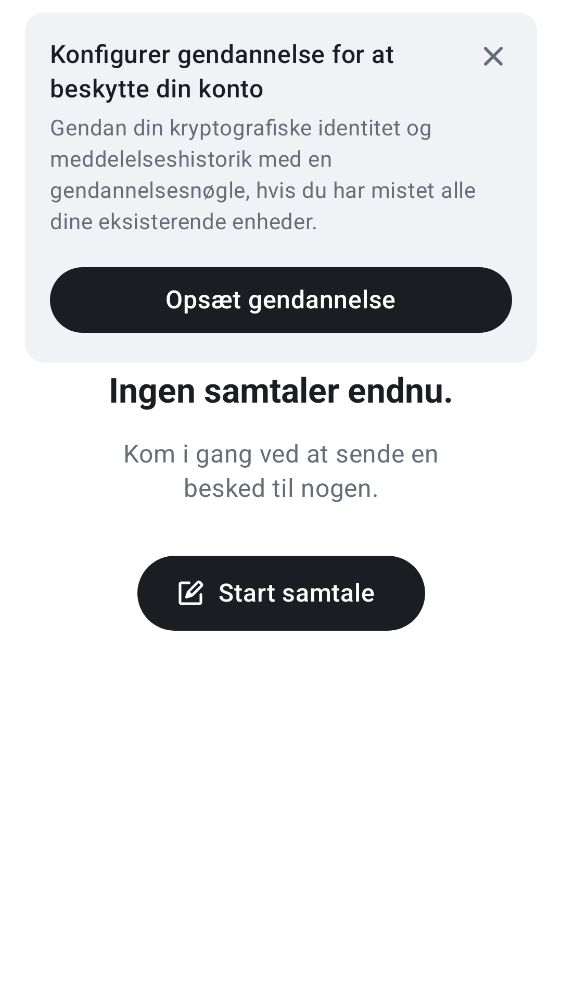 Konfigurer gendannelse for at
beskytte din konto
Gendan din kryptografiske identitet og
meddelelseshistorik med en
gendannelsesnøgle, hvis du har mistet alle
dine eksisterende enheder.
Opsæt gendannelse
Ingen samtaler endnu.
Kom i gang ved at sende en
besked til nogen.
Start samtale